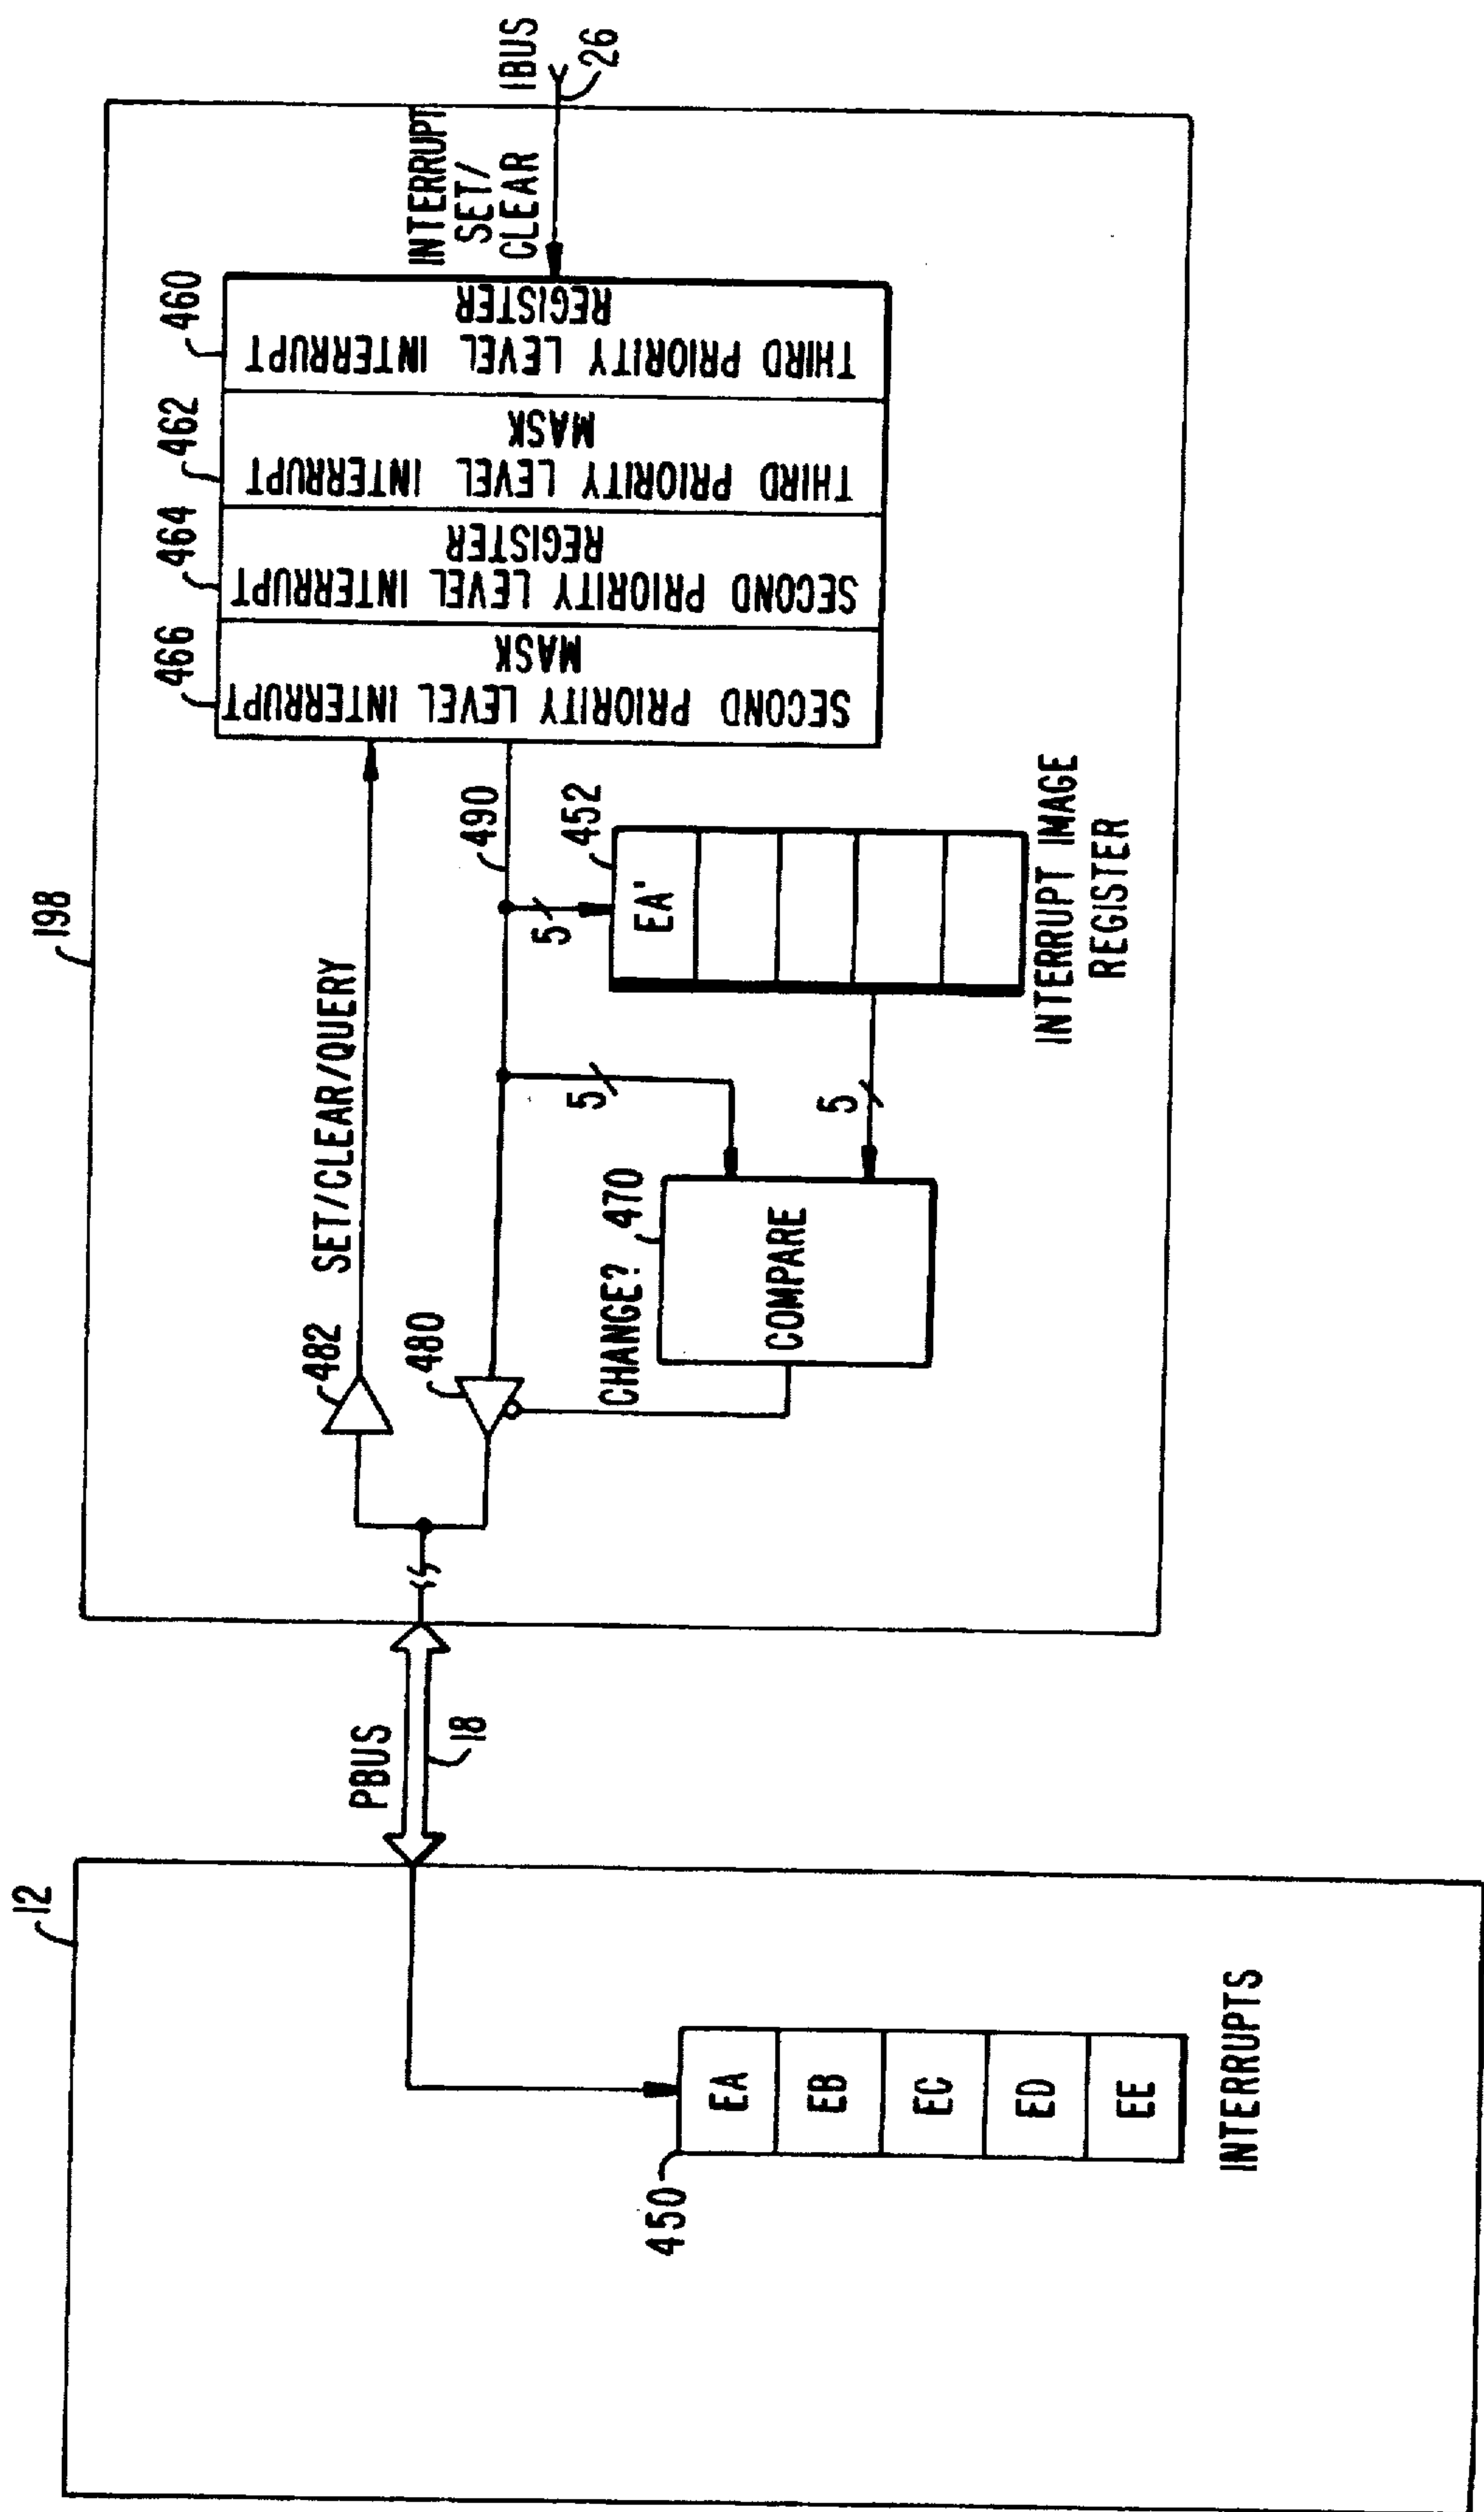 12
450
EA
EB
EC
ED
EE
INTERRUPTS
PBUS
18
198
482
SET/CLEAR/QUERY
480
490
5
5
5
CHANGE?
470
COMPARE
452
EA'
INTERRUPT IMAGE
REGISTER
466
SECOND PRIORITY LEVEL INTERRUPT
MASK
464
SECOND PRIORITY LEVEL INTERRUPT
REGISTER
462
THIRD PRIORITY LEVEL INTERRUPT
MASK
460
THIRD PRIORITY LEVEL INTERRUPT
REGISTER
INTERRUPT
SET/
CLEAR
IBUS
26